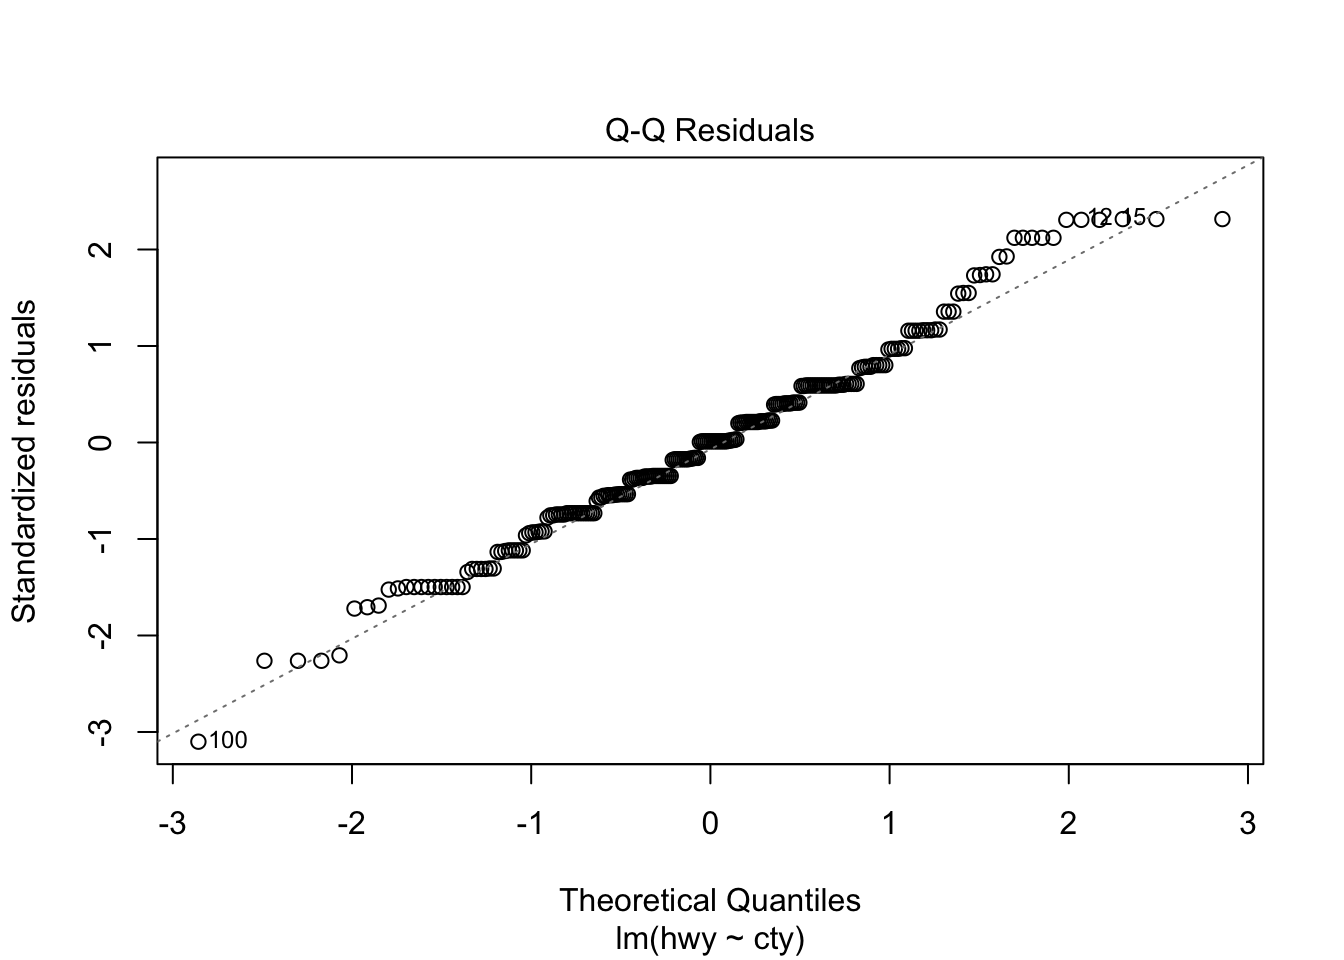 Q-Q Residuals
Standardized residuals
2
1
0
-1
-2
-3
12 15
100
-3 -2 -1 0 1 2 3
Theoretical Quantiles
lm(hwy ~ cty)